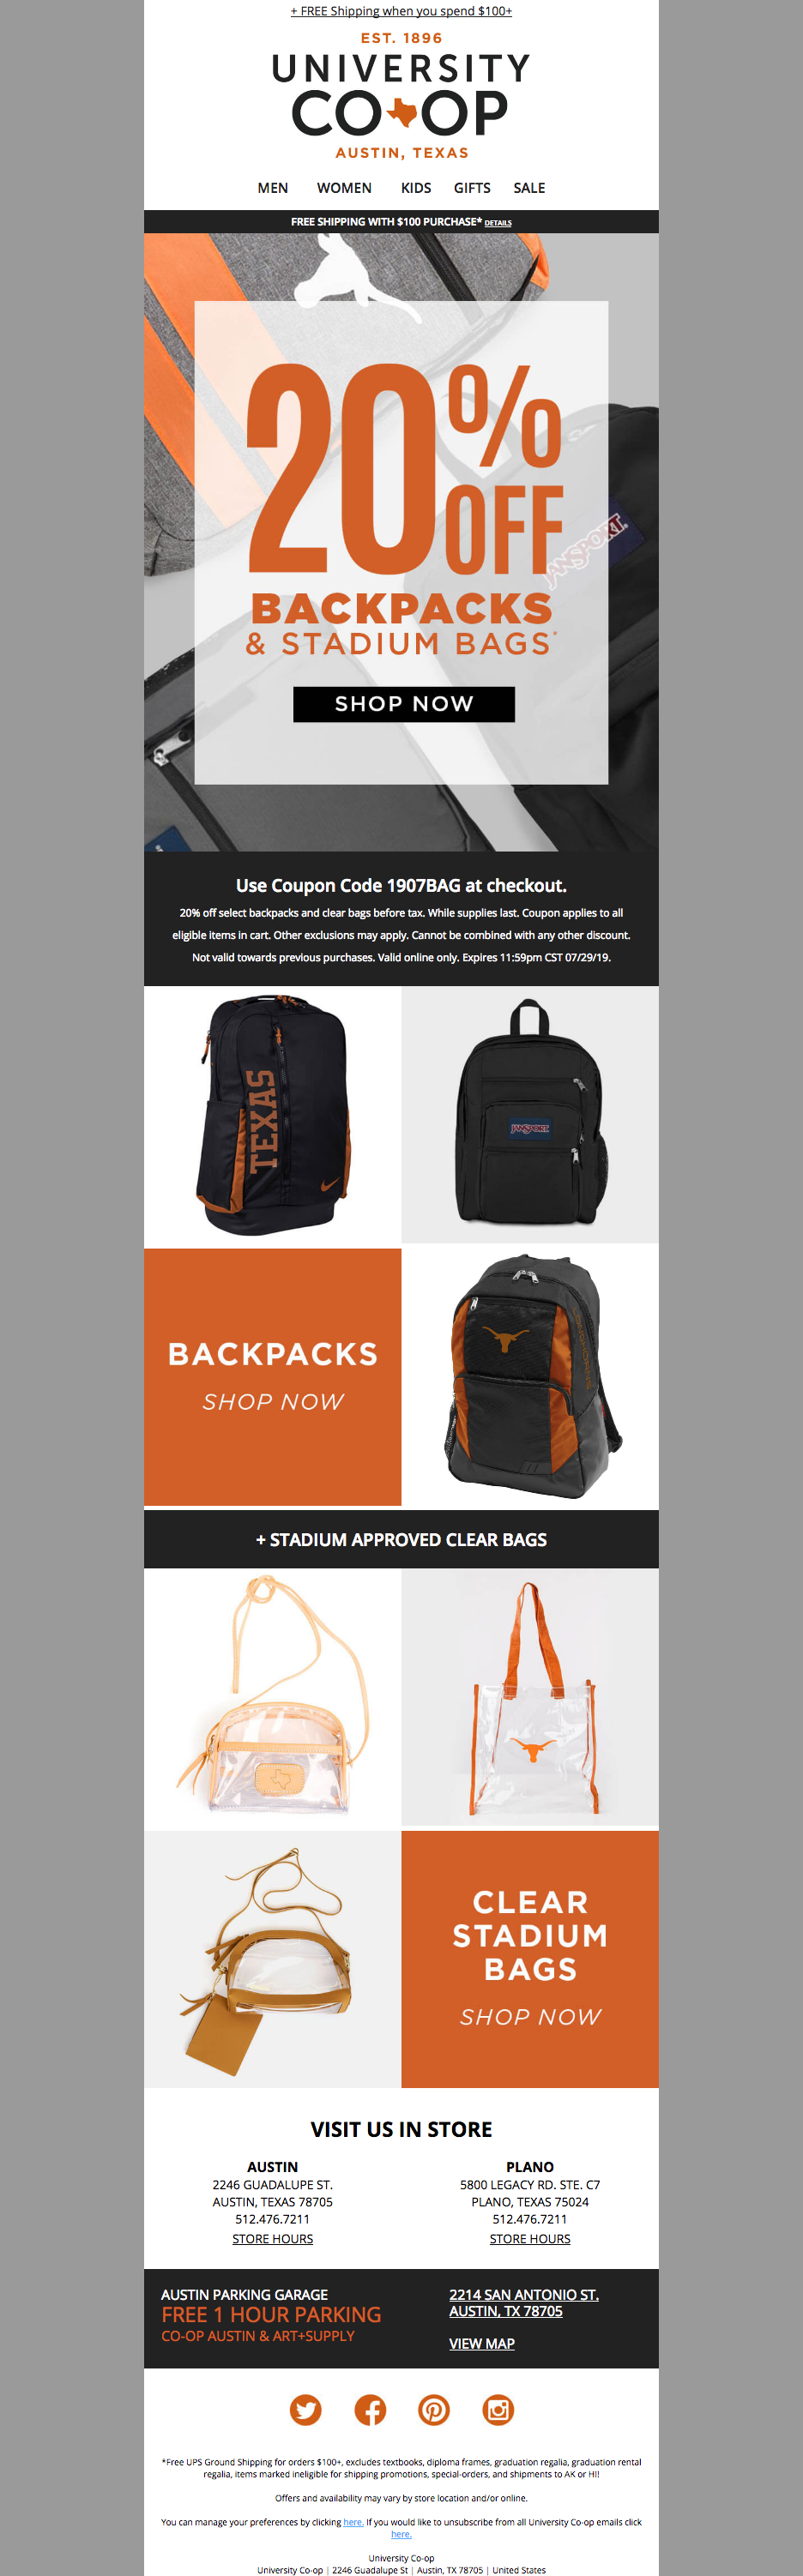 + FREE Shipping when you spend $100+
EST. 1896
UNIVERSITY
CO OP
AUSTIN, TEXAS
MEN WOMEN KIDS GIFTS SALE
FREE SHIPPING WITH $100 PURCHASE* DETAILS
20% OFF
JANSPORT
BACKPACKS
& STADIUM BAGS*
SHOP NOW
Use Coupon Code 1907BAG at checkout.
20% off select backpacks and clear bags before tax. While supplies last. Coupon applies to all
eligible items in cart. Other exclusions may apply. Cannot be combined with any other discount.
Not valid towards previous purchases. Valid online only. Expires 11:59pm CST 07/29/19.
TEXAS
JANSPORT
BACKPACKS
SHOP NOW
+ STADIUM APPROVED CLEAR BAGS
CLEAR
STADIUM
BAGS
SHOP NOW
VISIT US IN STORE
AUSTIN
2246 GUADALUPE ST.
AUSTIN, TEXAS 78705
512.476.7211
STORE HOURS
PLANO
5800 LEGACY RD. STE. C7
PLANO, TEXAS 75024
512.476.7211
STORE HOURS
AUSTIN PARKING GARAGE
FREE 1 HOUR PARKING
CO-OP AUSTIN & ART+SUPPLY
2214 SAN ANTONIO ST.
AUSTIN, TX 78705
VIEW MAP
*Free UPS Ground Shipping for orders $100+, excludes textbooks, diploma frames, graduation regalia, graduation rental
regalia, items marked ineligible for shipping promotions, special-orders, and shipments to AK or HI!
Offers and availability may vary by store location and/or online.
You can manage your preferences by clicking here. If you would like to unsubscribe from all University Co-op emails click
here.
University Co-op
University Co-op | 2246 Guadalupe St | Austin, TX 78705 | United States